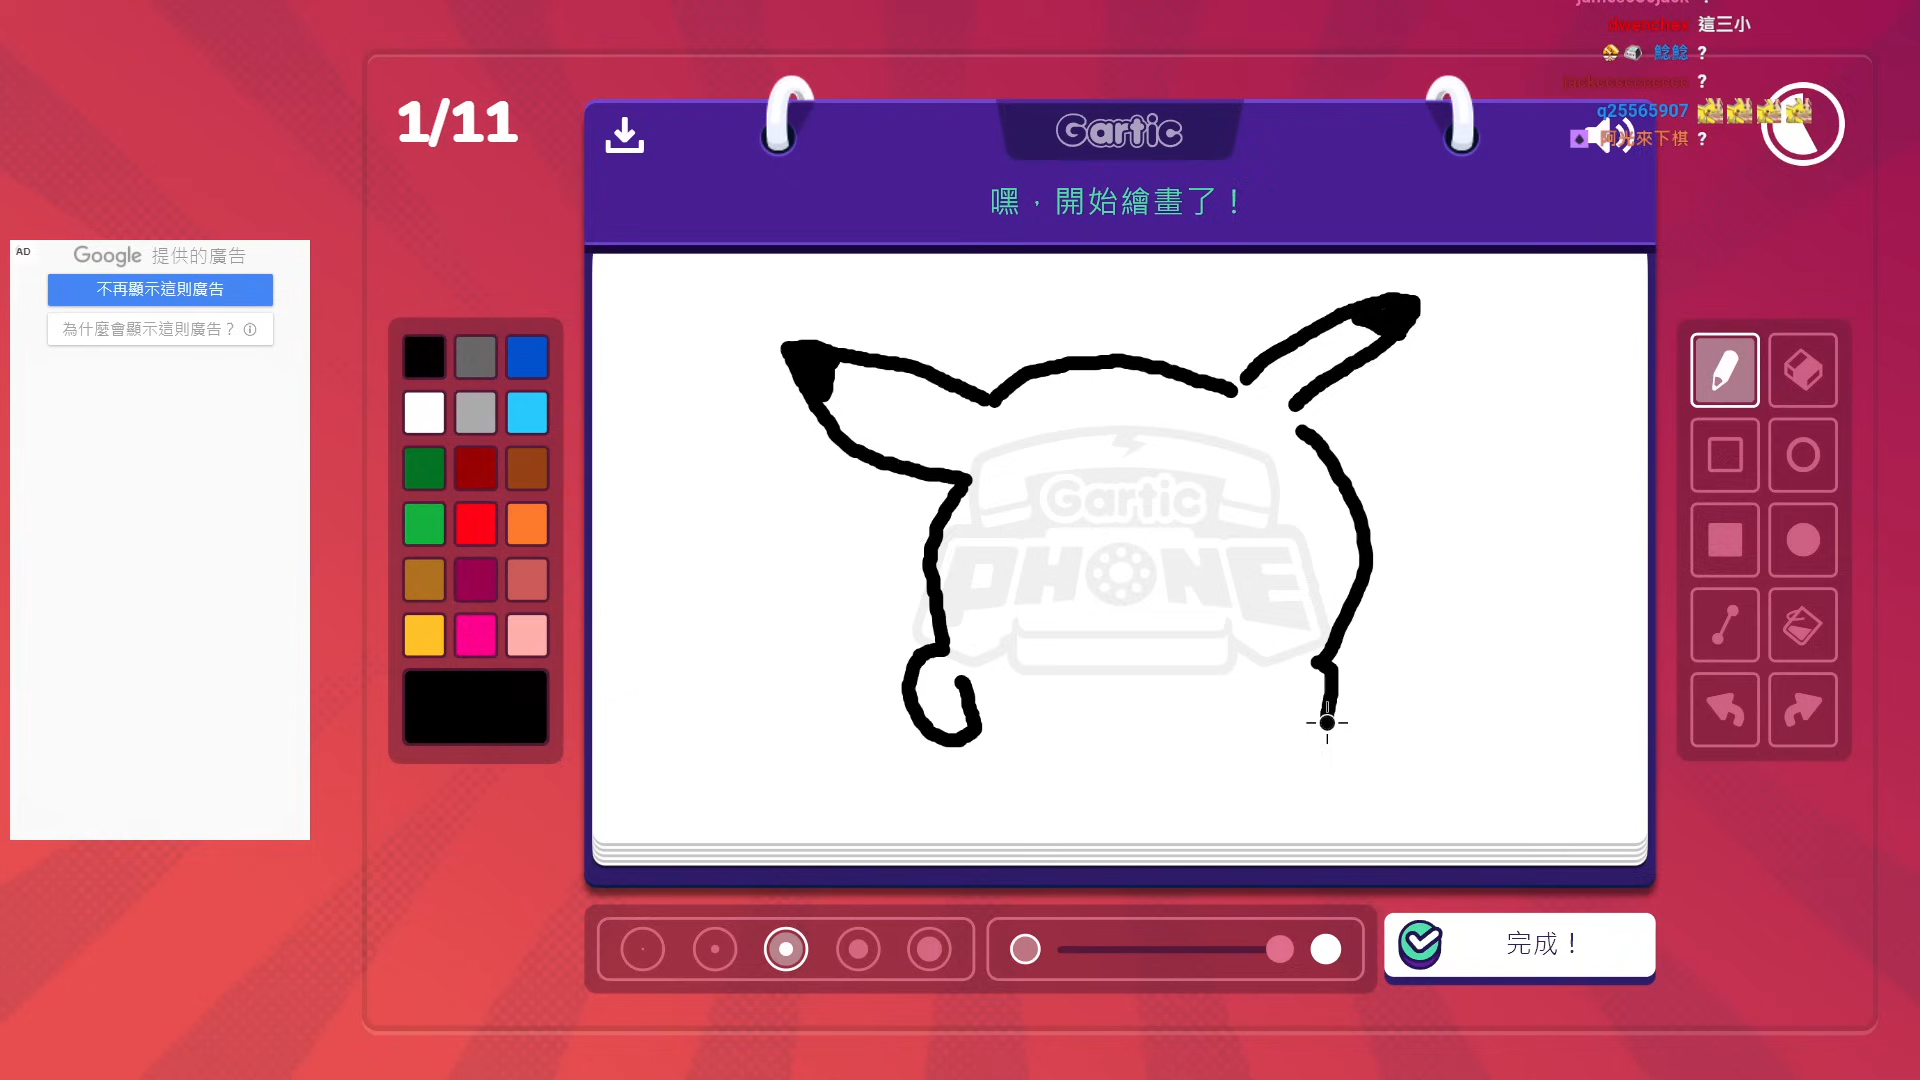 這三小
鯰鯰 ?
?
q25565907
阿光來下棋 ?
1/11
Gartic
嘿，開始繪畫了！
AD
Google 提供的廣告
不再顯示這則廣告
為什麼會顯示這則廣告？
Gartic
PHONE
完成！